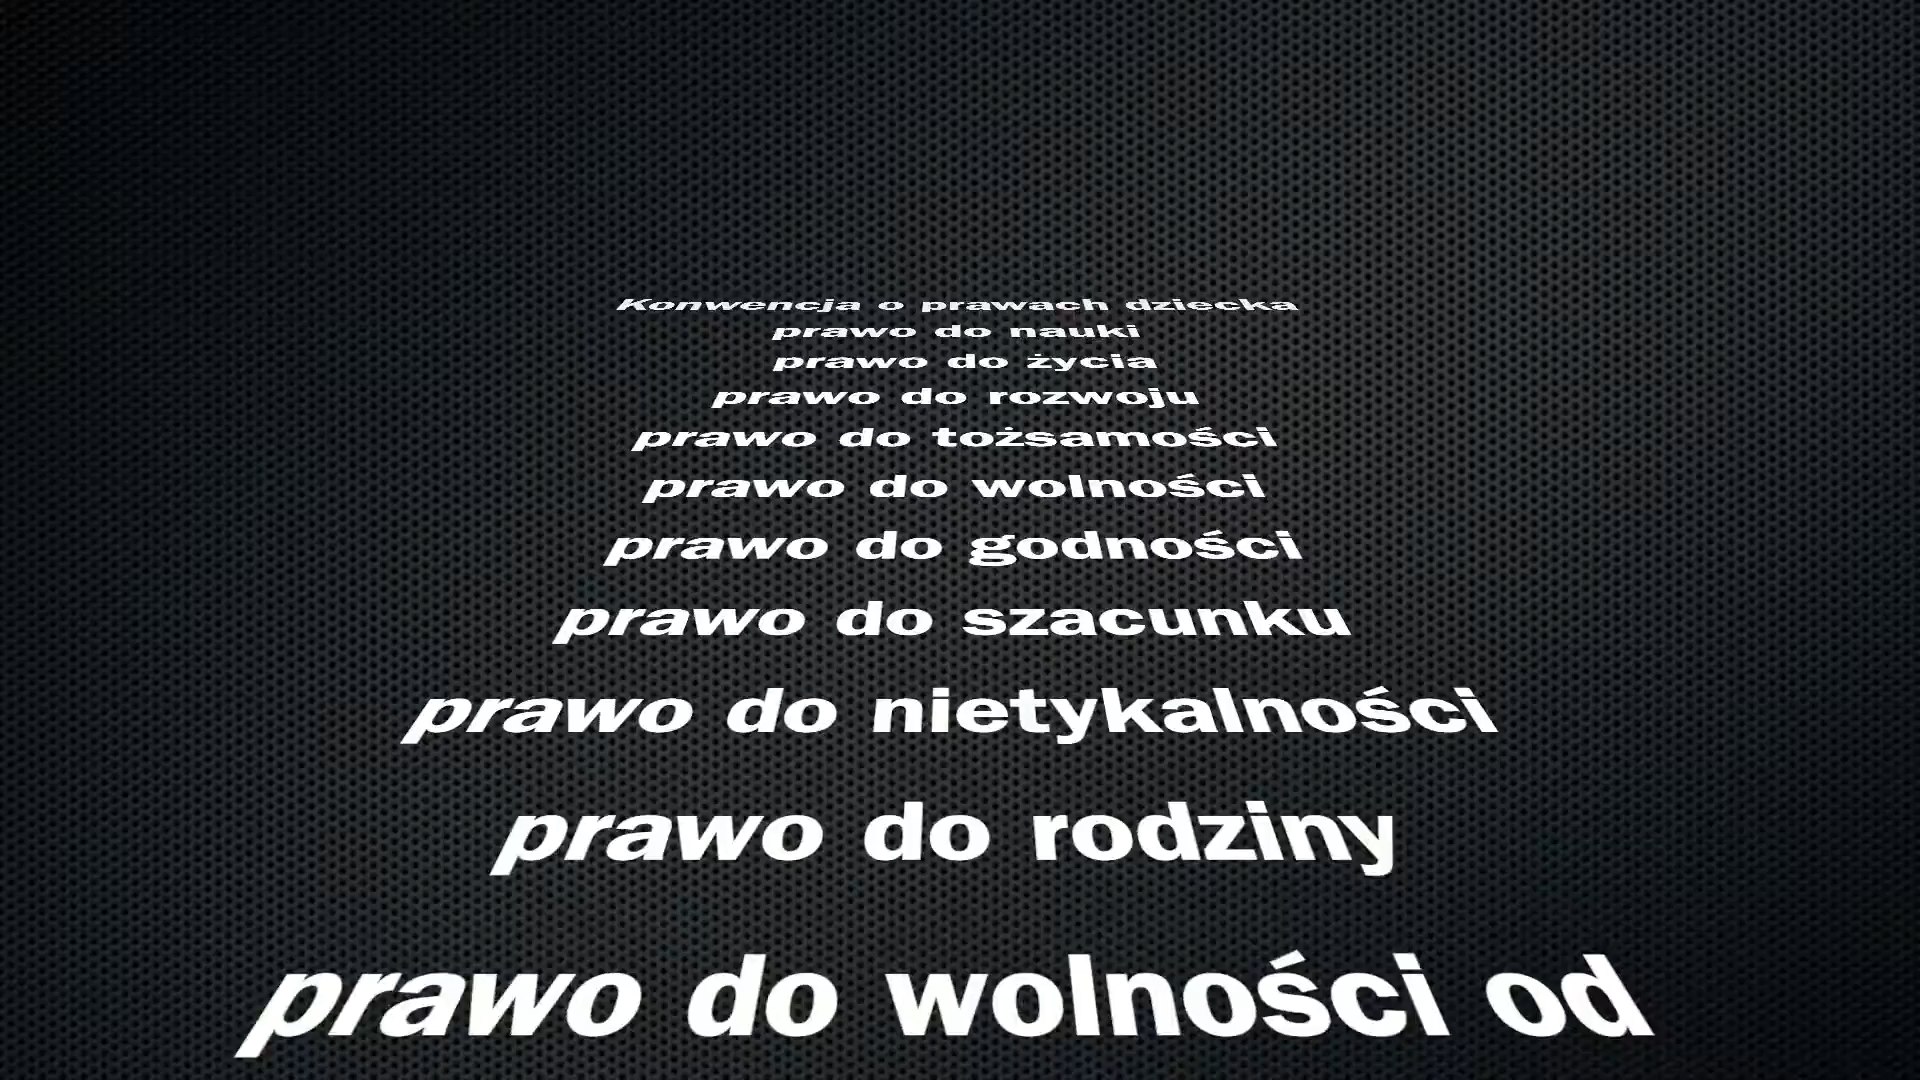 Konwencja o prawach dziecka
prawo do nauki
prawo do życia
prawo do rozwoju
prawo do tożsamości
prawo do wolności
prawo do godności
prawo do szacunku
prawo do nietykalności
prawo do rodziny
prawo do wolności od